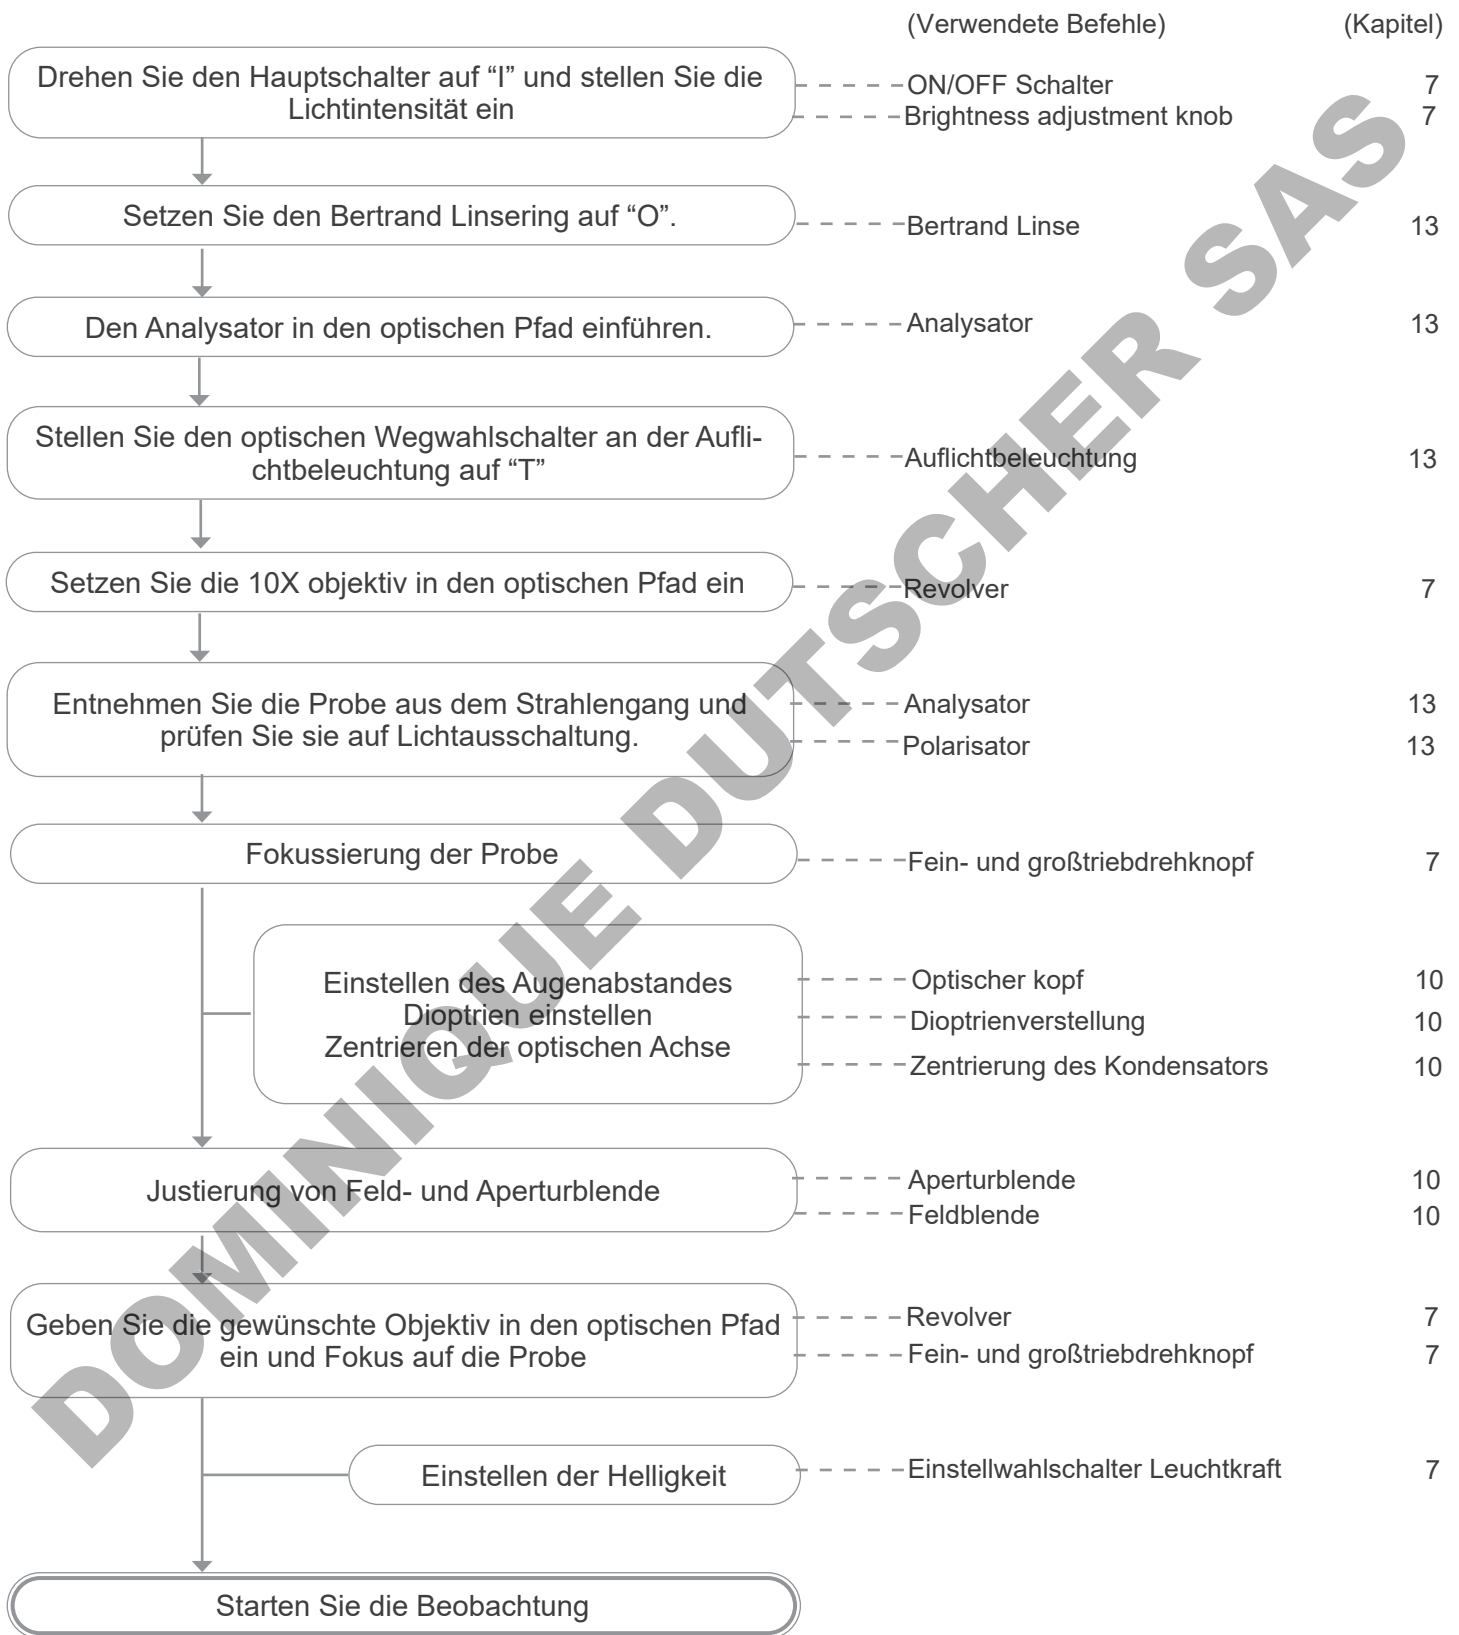 (Verwendete Befehle) (Kapitel)
Drehen Sie den Hauptschalter auf “I” und stellen Sie die
Lichtintensität ein
ON/OFF Schalter 7
Brightness adjustment knob 7
Setzen Sie den Bertrand Linsering auf “O”.
Bertrand Linse 13
Den Analysator in den optischen Pfad einführen.
Analysator 13
Stellen Sie den optischen Wegwahlschalter an der Aufli-
chtbeleuchtung auf “T”
Auflichtbeleuchtung 13
Setzen Sie die 10X objektiv in den optischen Pfad ein
Revolver 7
Entnehmen Sie die Probe aus dem Strahlengang und
prüfen Sie sie auf Lichtausschaltung.
Analysator 13
Polarisator 13
Fokussierung der Probe
Fein- und großtriebdrehknopf 7
Einstellen des Augenabstandes
Dioptrien einstellen
Zentrieren der optischen Achse
Optischer kopf 10
Dioptrienverstellung 10
Zentrierung des Kondensators 10
Justierung von Feld- und Aperturblende
Aperturblende 10
Feldblende 10
Geben Sie die gewünschte Objektiv in den optischen Pfad
ein und Fokus auf die Probe
Revolver 7
Fein- und großtriebdrehknopf 7
Einstellen der Helligkeit
Einstellwahlschalter Leuchtkraft 7
Starten Sie die Beobachtung
DOMINIQUE DUTSCHER SAS